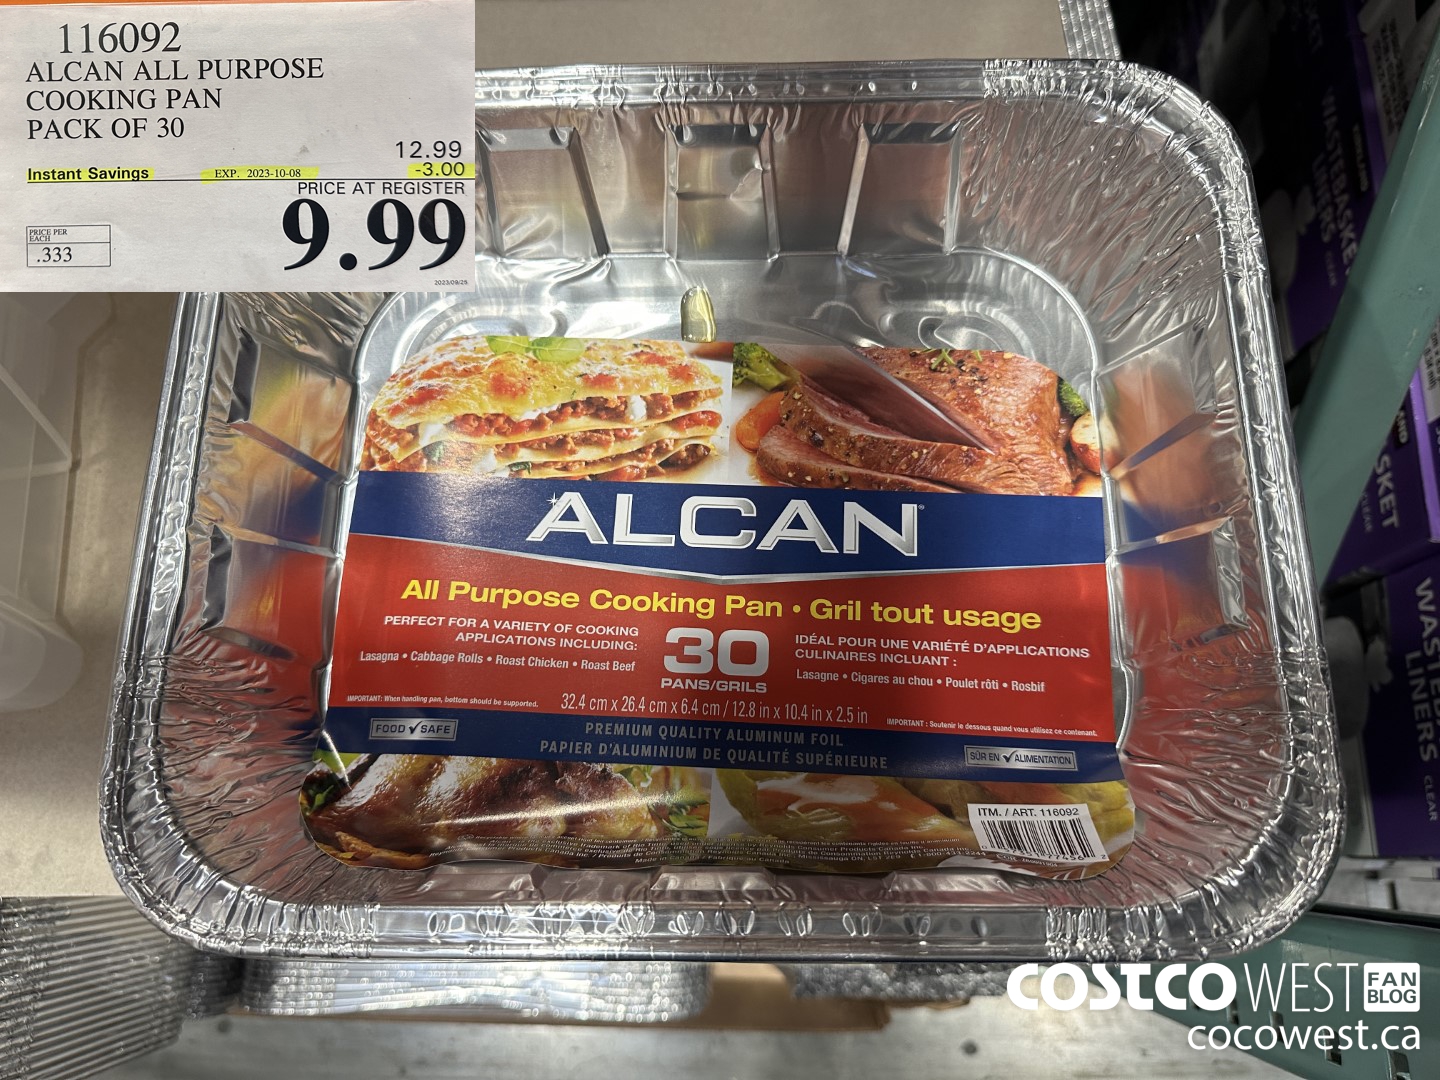 116092
ALCAN ALL PURPOSE
COOKING PAN
PACK OF 30
12.99
Instant Savings EXP. 2023-10-08 -3.00
PRICE AT REGISTER
9.99
PRICE PER
EACH
.333
2023/09/25
ALCAN
All Purpose Cooking Pan • Gril tout usage
PERFECT FOR A VARIETY OF COOKING
APPLICATIONS INCLUDING:
Lasagna • Cabbage Rolls • Roast Chicken • Roast Beef
30
PANS/GRILS
IDÉAL POUR UNE VARIÉTÉ D'APPLICATIONS
CULINAIRES INCLUANT :
Lasagne • Cigares au chou • Poulet rôti • Rosbif
IMPORTANT: When handling pan, bottom should be supported.
32.4 cm x 26.4 cm x 6.4 cm / 12.8 in x 10.4 in x 2.5 in
IMPORTANT : Soutenir le dessous quand vous utilisez ce contenant.
FOOD SAFE
PREMIUM QUALITY ALUMINUM FOIL
PAPIER D'ALUMINIUM DE QUALITÉ SUPÉRIEURE
SÛR EN ALIMENTATION
ITM. / ART. 116092
WASTEBASKET
LINERS
CLEAR
SKET
CLEAR
LINERS
CLEAR
COSTCO WEST FAN
BLOG
cocowest.ca